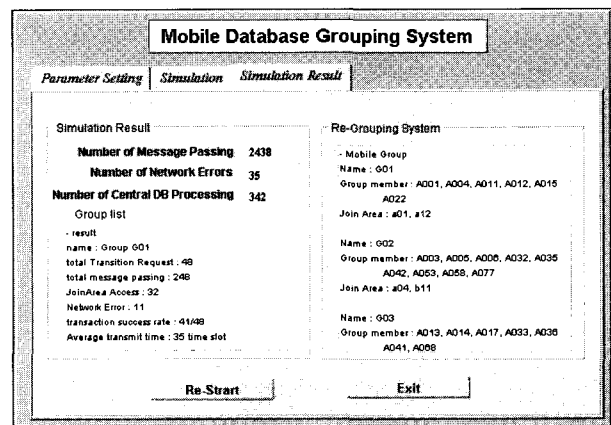 Mobile Database Grouping System
Parameter Setting Simulation Simulation Result
Simulation Result
Number of Message Passing 2438
Number of Network Errors 35
Number of Central DB Processing 342
Group list
- result
name : Group G01
total Transition Request : 48
total message passing : 248
JoinArea Access : 32
Network Error : 11
transaction success rate : 41/48
Average transmit time : 35 time slot
Re-Grouping System
- Mobile Group
Name : G01
Group member : A001, A004, A011, A012, A015
A022
Join Area : a01, a12
Name : G02
Group member : A003, A005, A006, A032, A035
A042, A053, A058, A077
Join Area : a04, b11
Name : G03
Group member : A013, A014, A017, A033, A036
A041, A068
Re-Strart
Exit